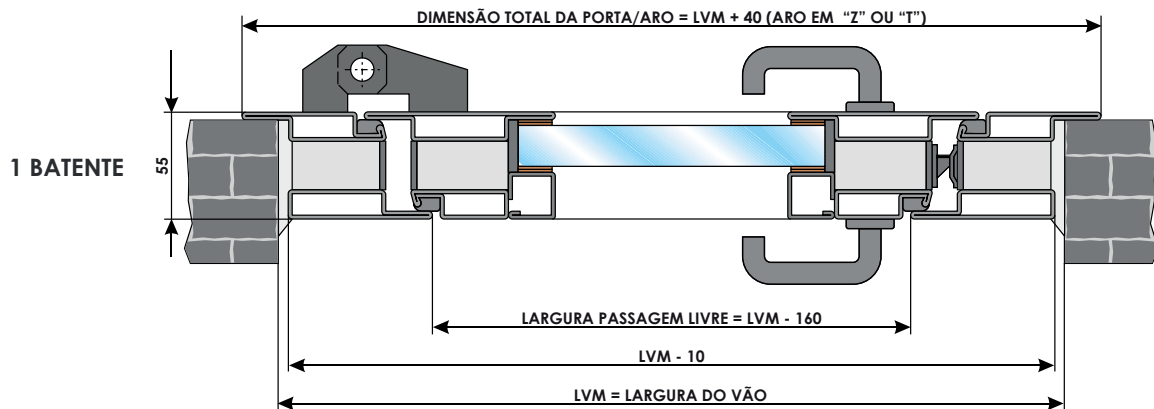 DIMENSÃO TOTAL DA PORTA/ARO = LVM + 40 (ARO EM “Z” OU “T”)
1 BATENTE
55
LARGURA PASSAGEM LIVRE = LVM - 160
LVM - 10
LVM = LARGURA DO VÃO